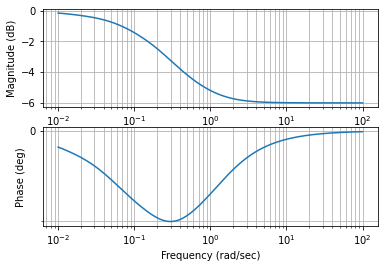 0
−2
−4
−6
Magnitude (dB)
10⁻² 10⁻¹ 10⁰ 10¹ 10²
0
Phase (deg)
10⁻² 10⁻¹ 10⁰ 10¹ 10²
Frequency (rad/sec)